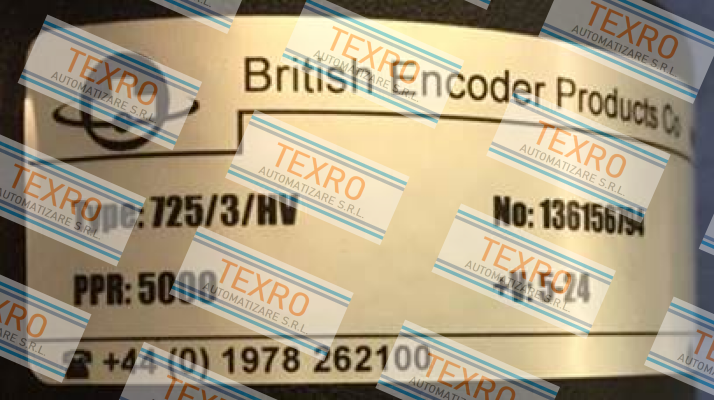 British Encoder Products Co
Type: 725/3/HV
No: 136156794
PPR: 5000
+V: 5-24
☎ +44 (0) 1978 262100
TEXRO
AUTOMATIZARE S.R.L.